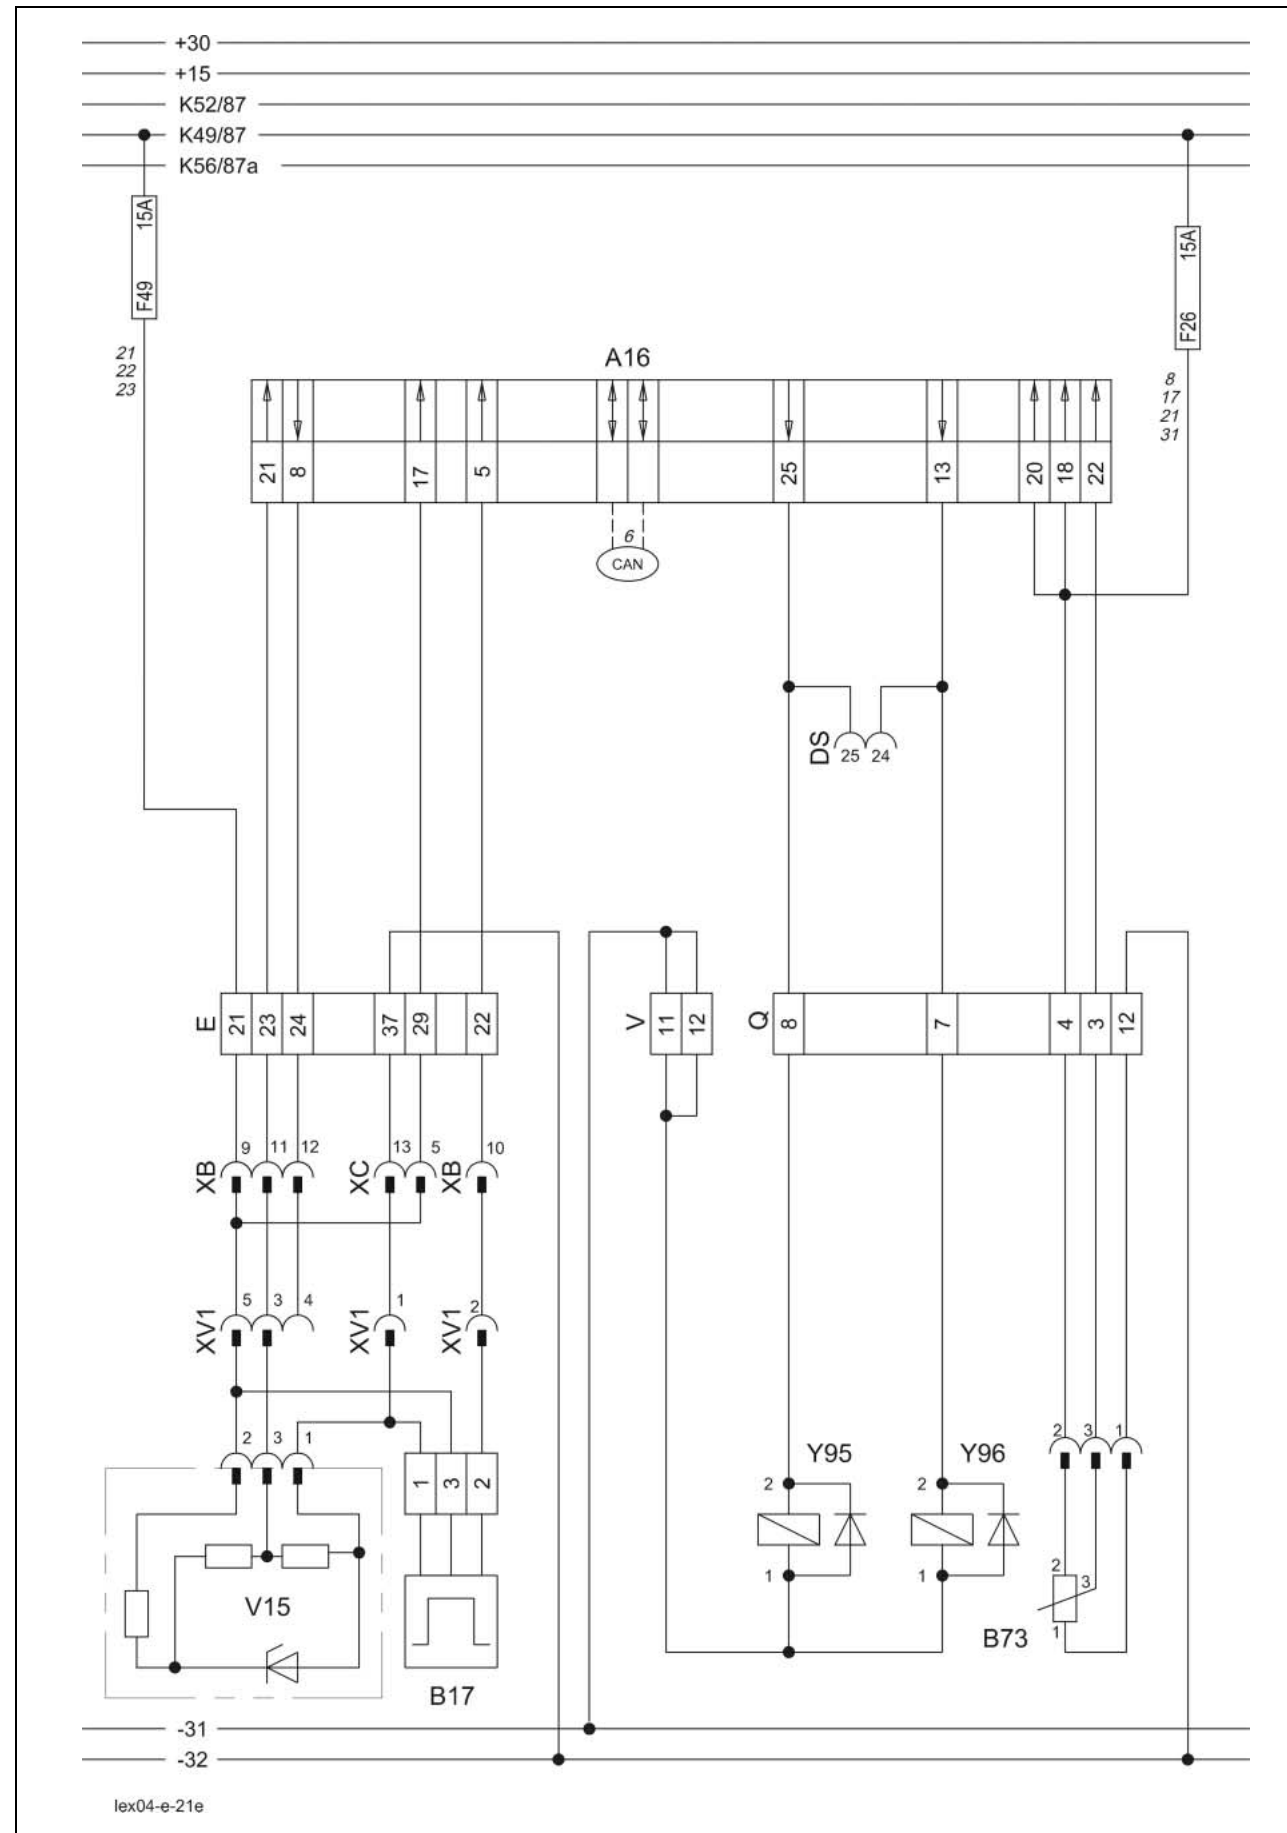 +30
+15
K52/87
K49/87
K56/87a
15A
F49
15A
F26
21
22
23
8
17
21
31
A16
21 8 17 5 25 13 20 18 22
6
CAN
DS
25 24
E
21 23 24 37 29 22
V
11 12
Q
8 7 4 3 12
XB
9 11 12
XC
13 5
XB
10
XV1
5 3 4
XV1
1
XV1
2
2 3 1
1 3 2
Y95
2
1
Y96
2
1
2 3 1
2
3
1
B73
V15
B17
-31
-32
lex04-e-21e